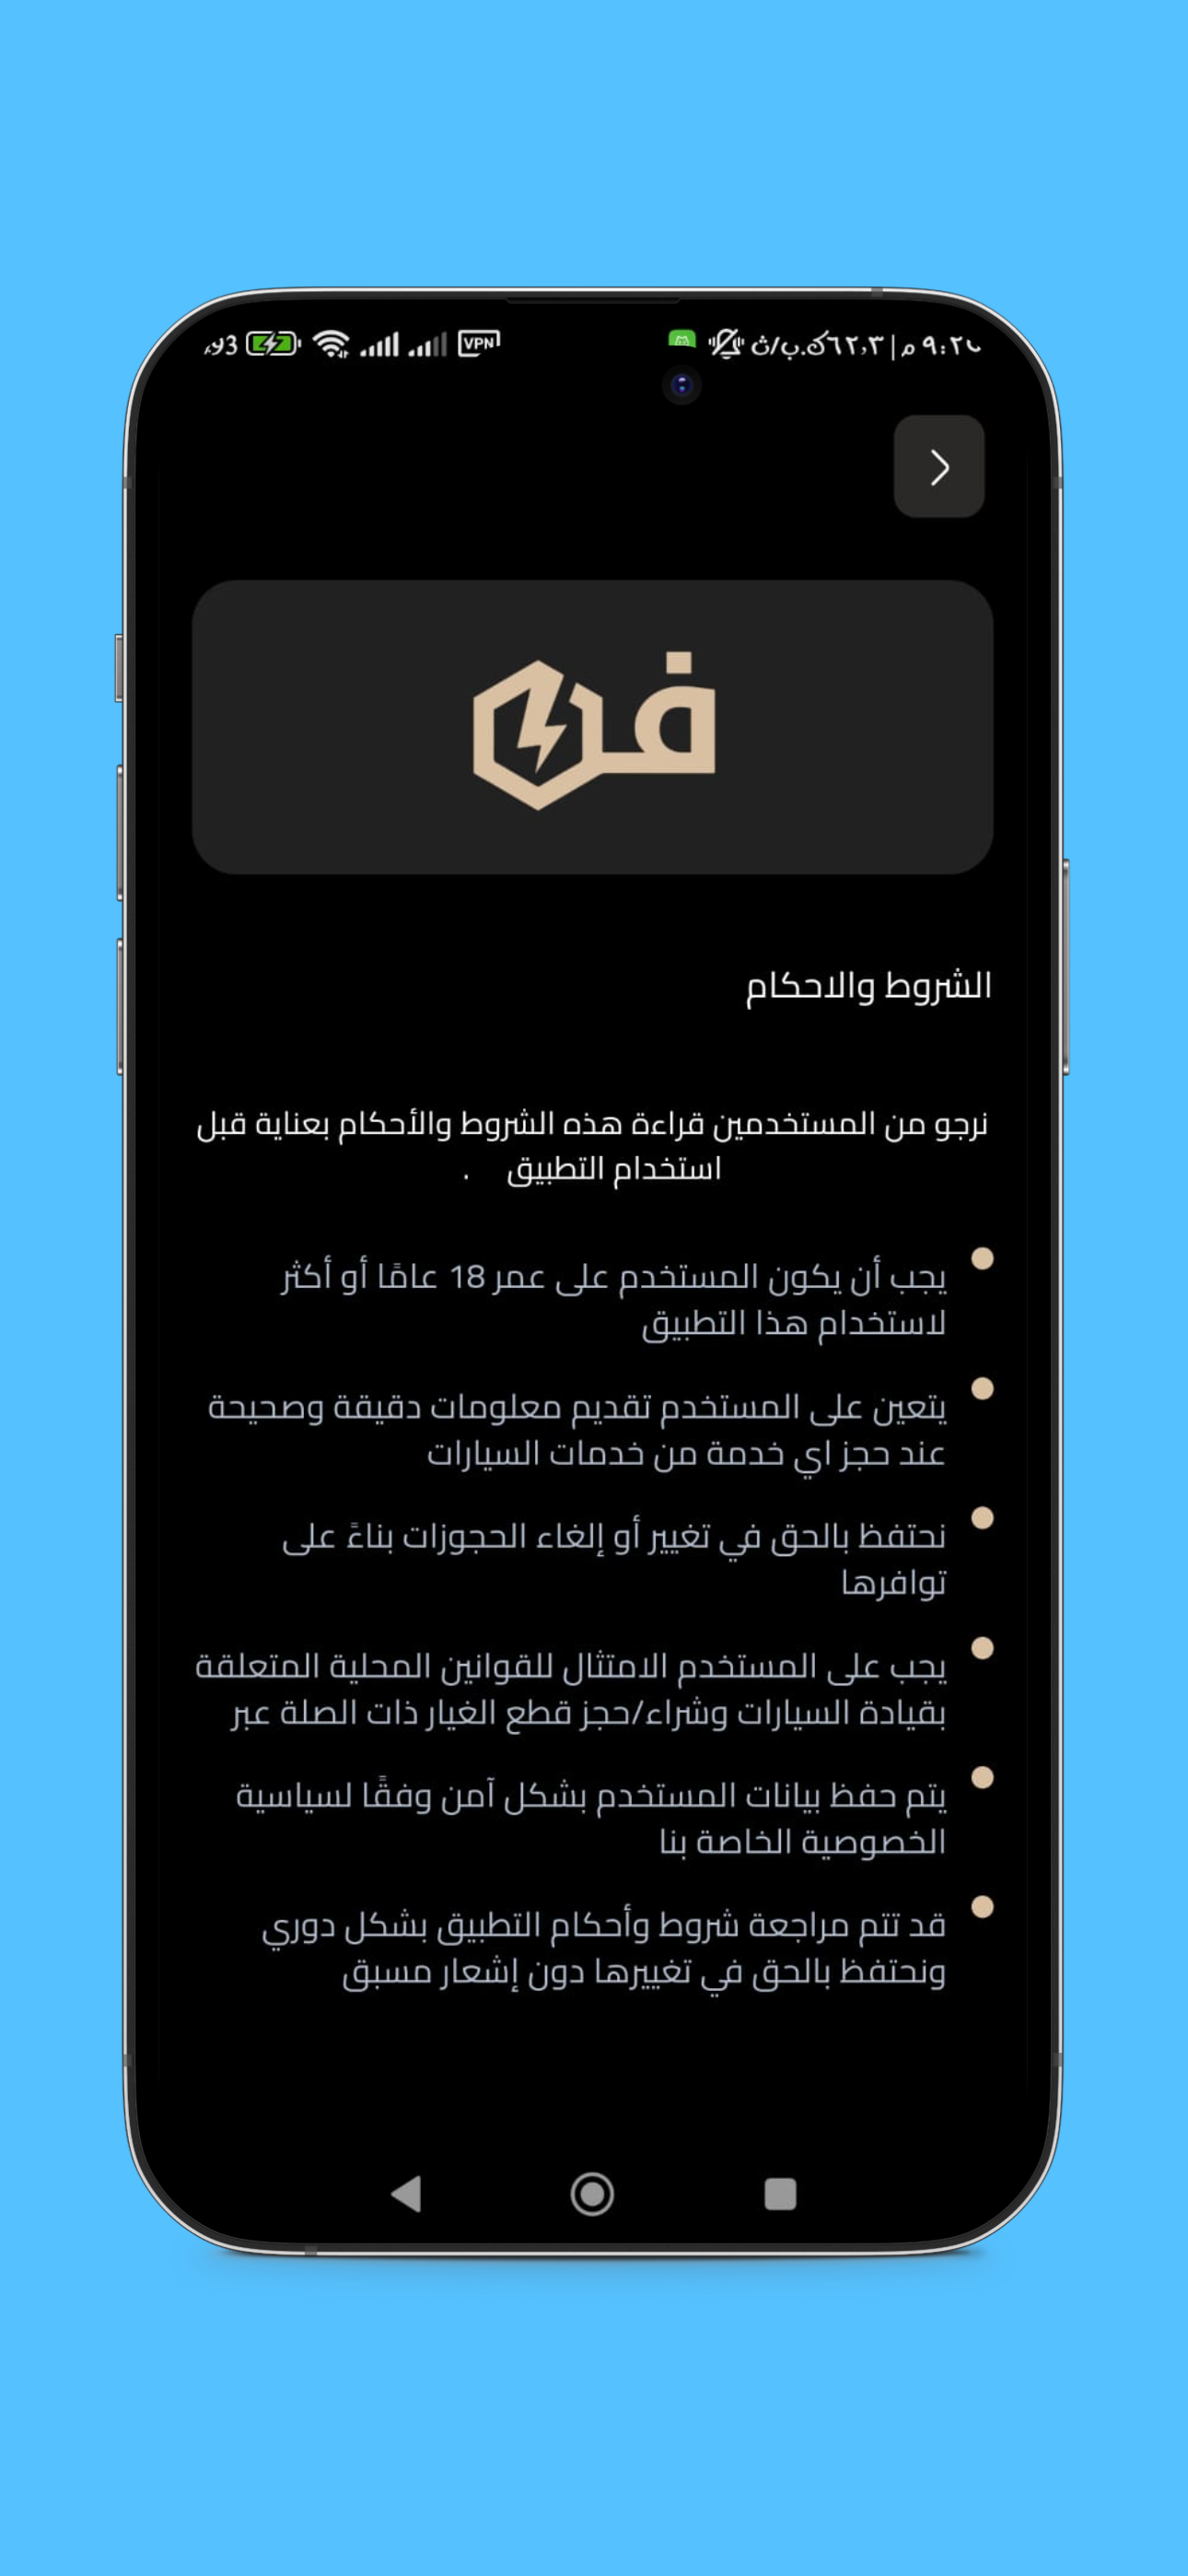 ٩:٢٥ م | ٦٢٫٣ك.ب/ث
VPN
93
فن
الشروط والاحكام
نرجو من المستخدمين قراءة هذه الشروط والأحكام بعناية قبل
استخدام التطبيق .
يجب أن يكون المستخدم على عمر 18 عامًا أو أكثر
لاستخدام هذا التطبيق
يتعين على المستخدم تقديم معلومات دقيقة وصحيحة
عند حجز اي خدمة من خدمات السيارات
نحتفظ بالحق في تغيير أو إلغاء الحجوزات بناءً على
توافرها
يجب على المستخدم الامتثال للقوانين المحلية المتعلقة
بقيادة السيارات وشراء/حجز قطع الغيار ذات الصلة عبر
يتم حفظ بيانات المستخدم بشكل آمن وفقًا لسياسية
الخصوصية الخاصة بنا
قد تتم مراجعة شروط وأحكام التطبيق بشكل دوري
ونحتفظ بالحق في تغييرها دون إشعار مسبق